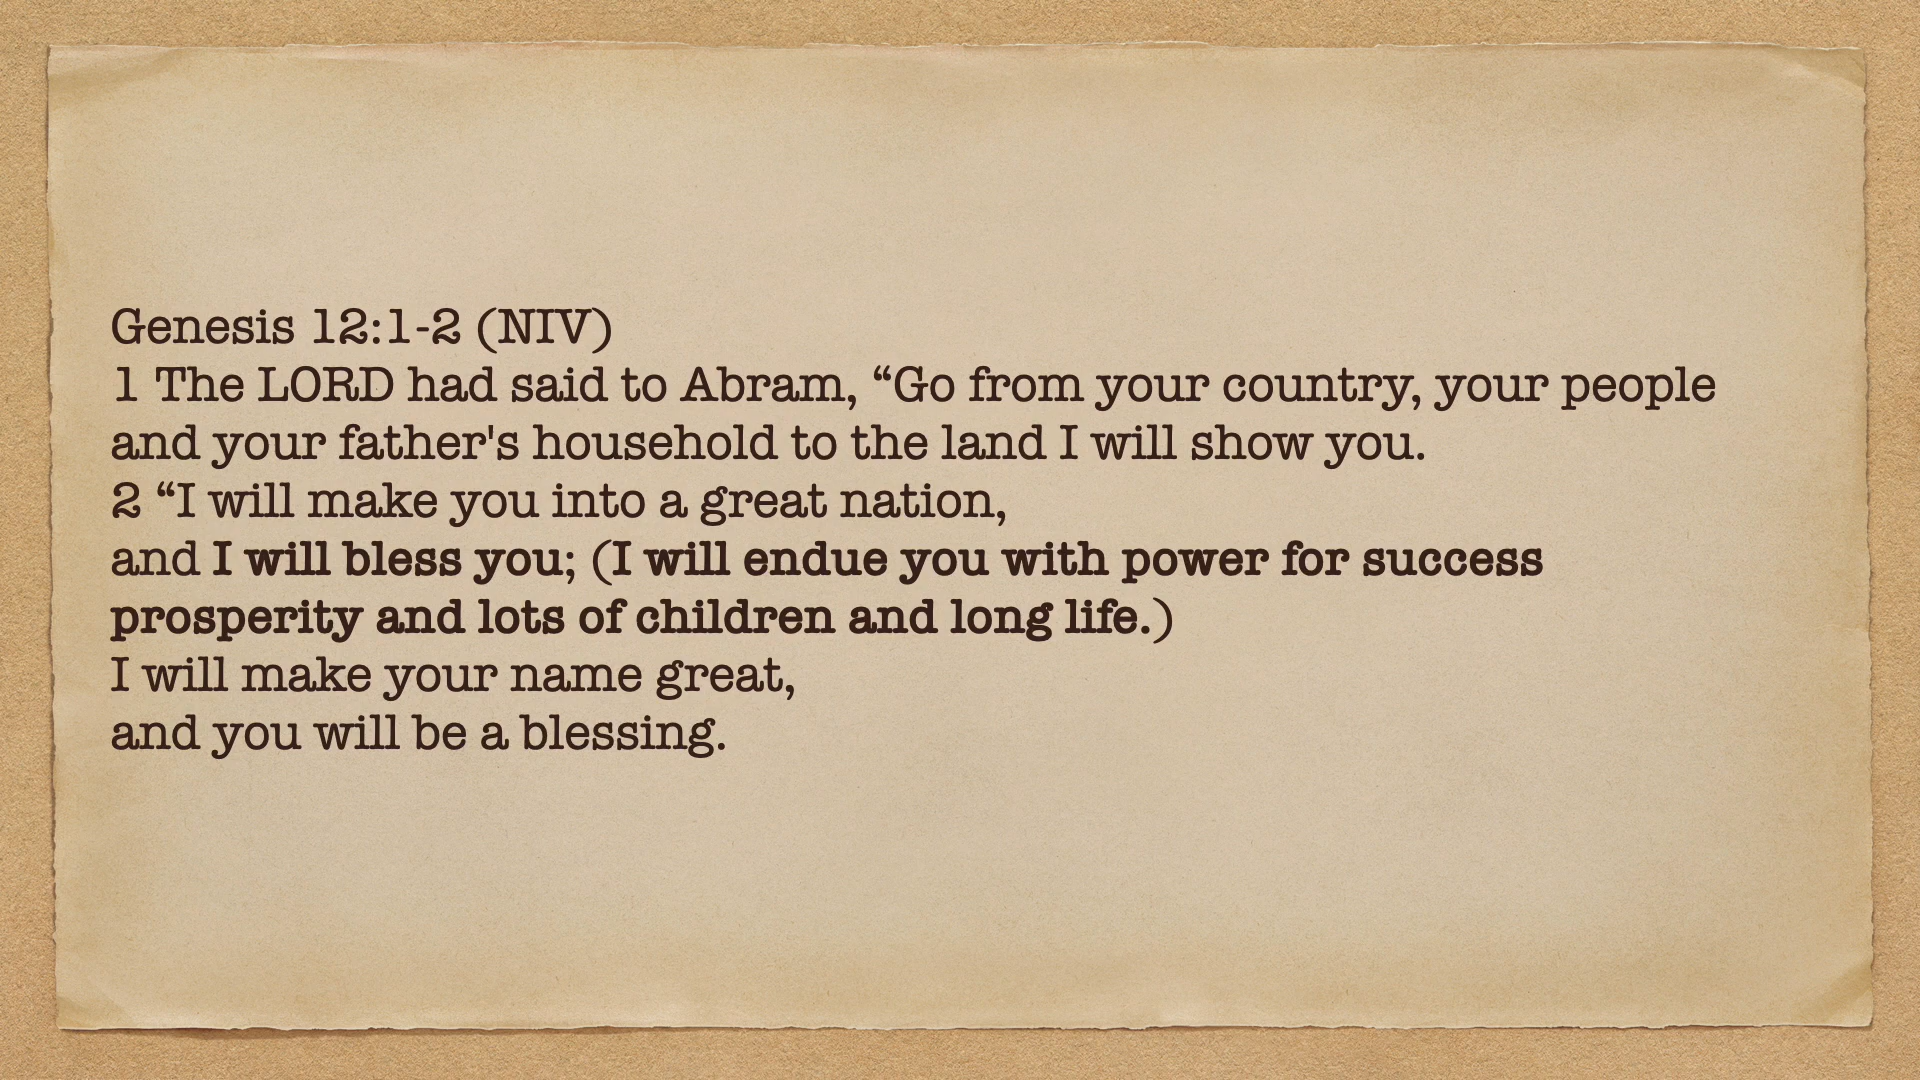 Genesis 12:1-2 (NIV)
1 The LORD had said to Abram, “Go from your country, your people
and your father's household to the land I will show you.
2 “I will make you into a great nation,
and I will bless you; (I will endue you with power for success
prosperity and lots of children and long life.)
I will make your name great,
and you will be a blessing.